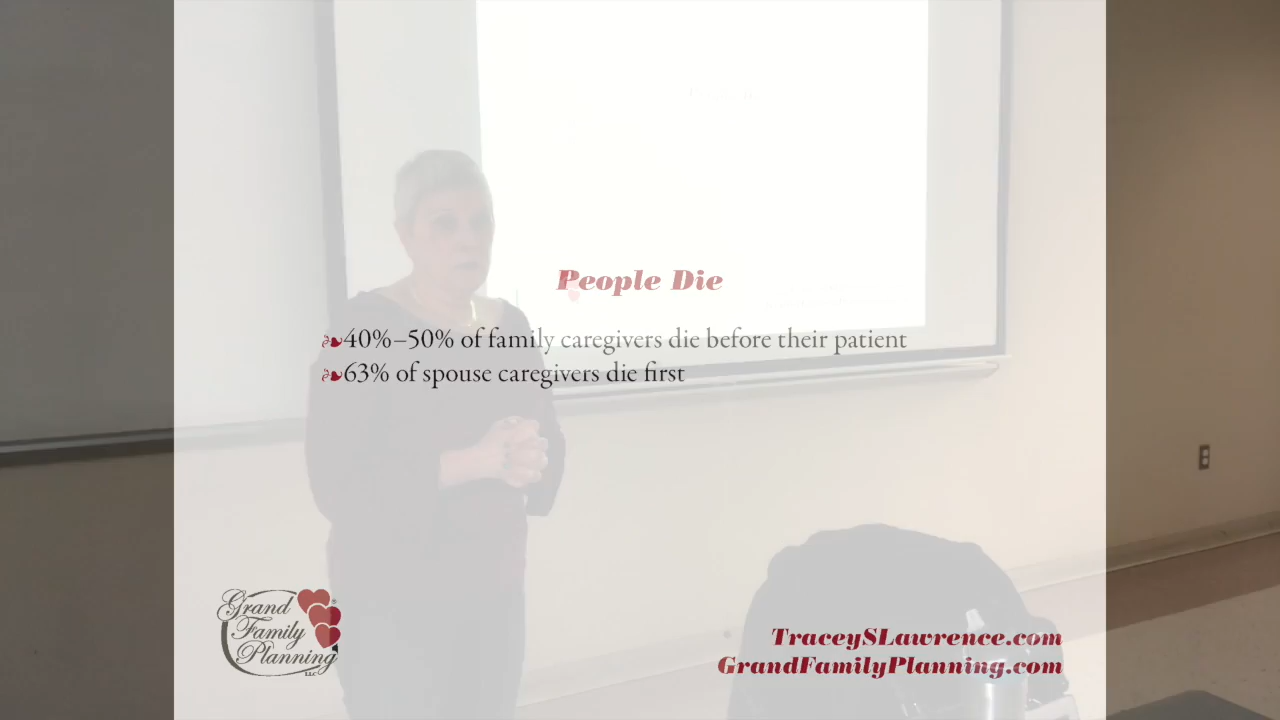 People Die
❧40%–50% of family caregivers die before their patient
❧63% of spouse caregivers die first
Grand
Family
Planning
LLC
TraceySLawrence.com
GrandFamilyPlanning.com